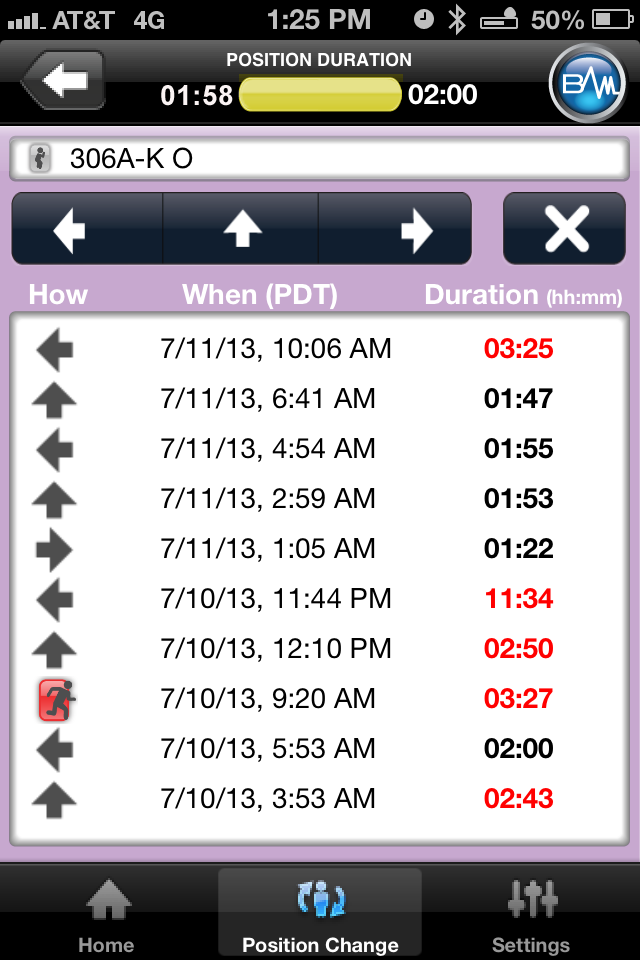 AT&T 4G 1:25 PM 50%
POSITION DURATION
01:58 02:00
BAM
306A-K O
How When (PDT) Duration (hh:mm)
7/11/13, 10:06 AM 03:25
7/11/13, 6:41 AM 01:47
7/11/13, 4:54 AM 01:55
7/11/13, 2:59 AM 01:53
7/11/13, 1:05 AM 01:22
7/10/13, 11:44 PM 11:34
7/10/13, 12:10 PM 02:50
7/10/13, 9:20 AM 03:27
7/10/13, 5:53 AM 02:00
7/10/13, 3:53 AM 02:43
Home Position Change Settings